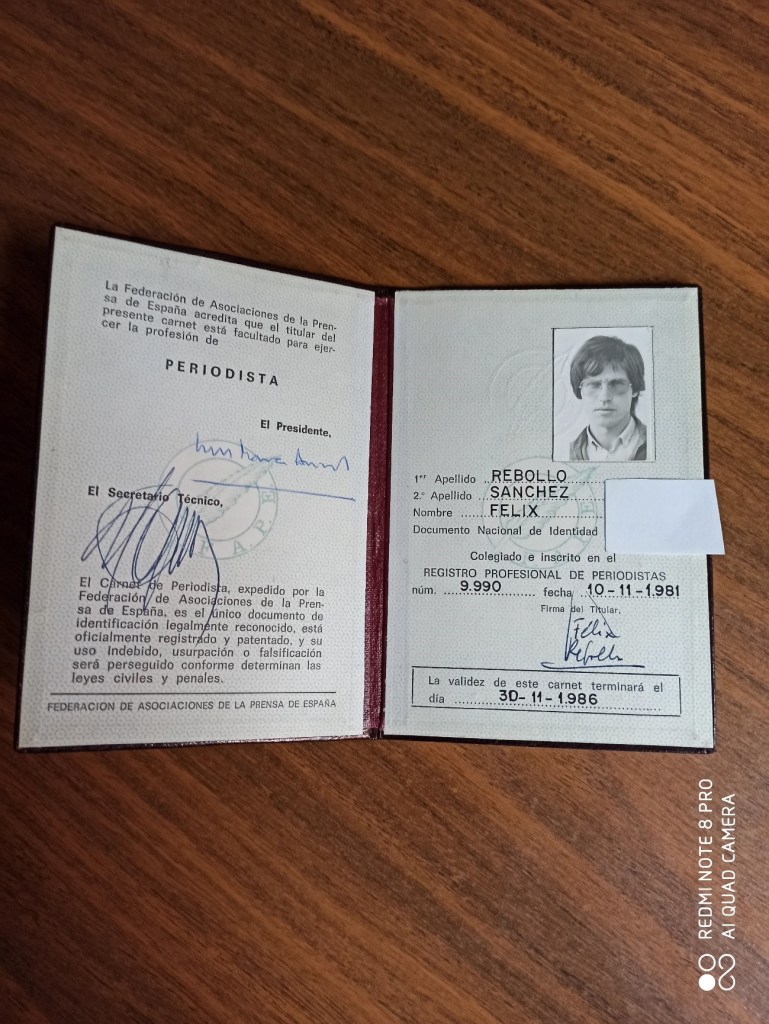 La Federación de Asociaciones de la Pren-
sa de España acredita que el titular del
presente carnet está facultado para ejer-
cer la profesión de
PERIODISTA
El Presidente,
El Secretario Técnico,
F.A.P.E.
El Carnet de Periodista, expedido por la
Federación de Asociaciones de la Pren-
sa de España, es el único documento de
identificación legalmente reconocido, está
oficialmente registrado y patentado, y su
uso indebido, usurpación o falsificación
será perseguido conforme determinan las
leyes civiles y penales.
FEDERACION DE ASOCIACIONES DE LA PRENSA DE ESPAÑA
1er Apellido REBOLLO
2.° Apellido SANCHEZ
Nombre FELIX
Documento Nacional de Identidad
Colegiado e inscrito en el
REGISTRO PROFESIONAL DE PERIODISTAS
núm. 9.990 fecha 10-11-1.981
Firma del Titular,
Felix
Rebollo
La validez de este carnet terminará el
día 30-11-1.986
REDMI NOTE 8 PRO
AI QUAD CAMERA